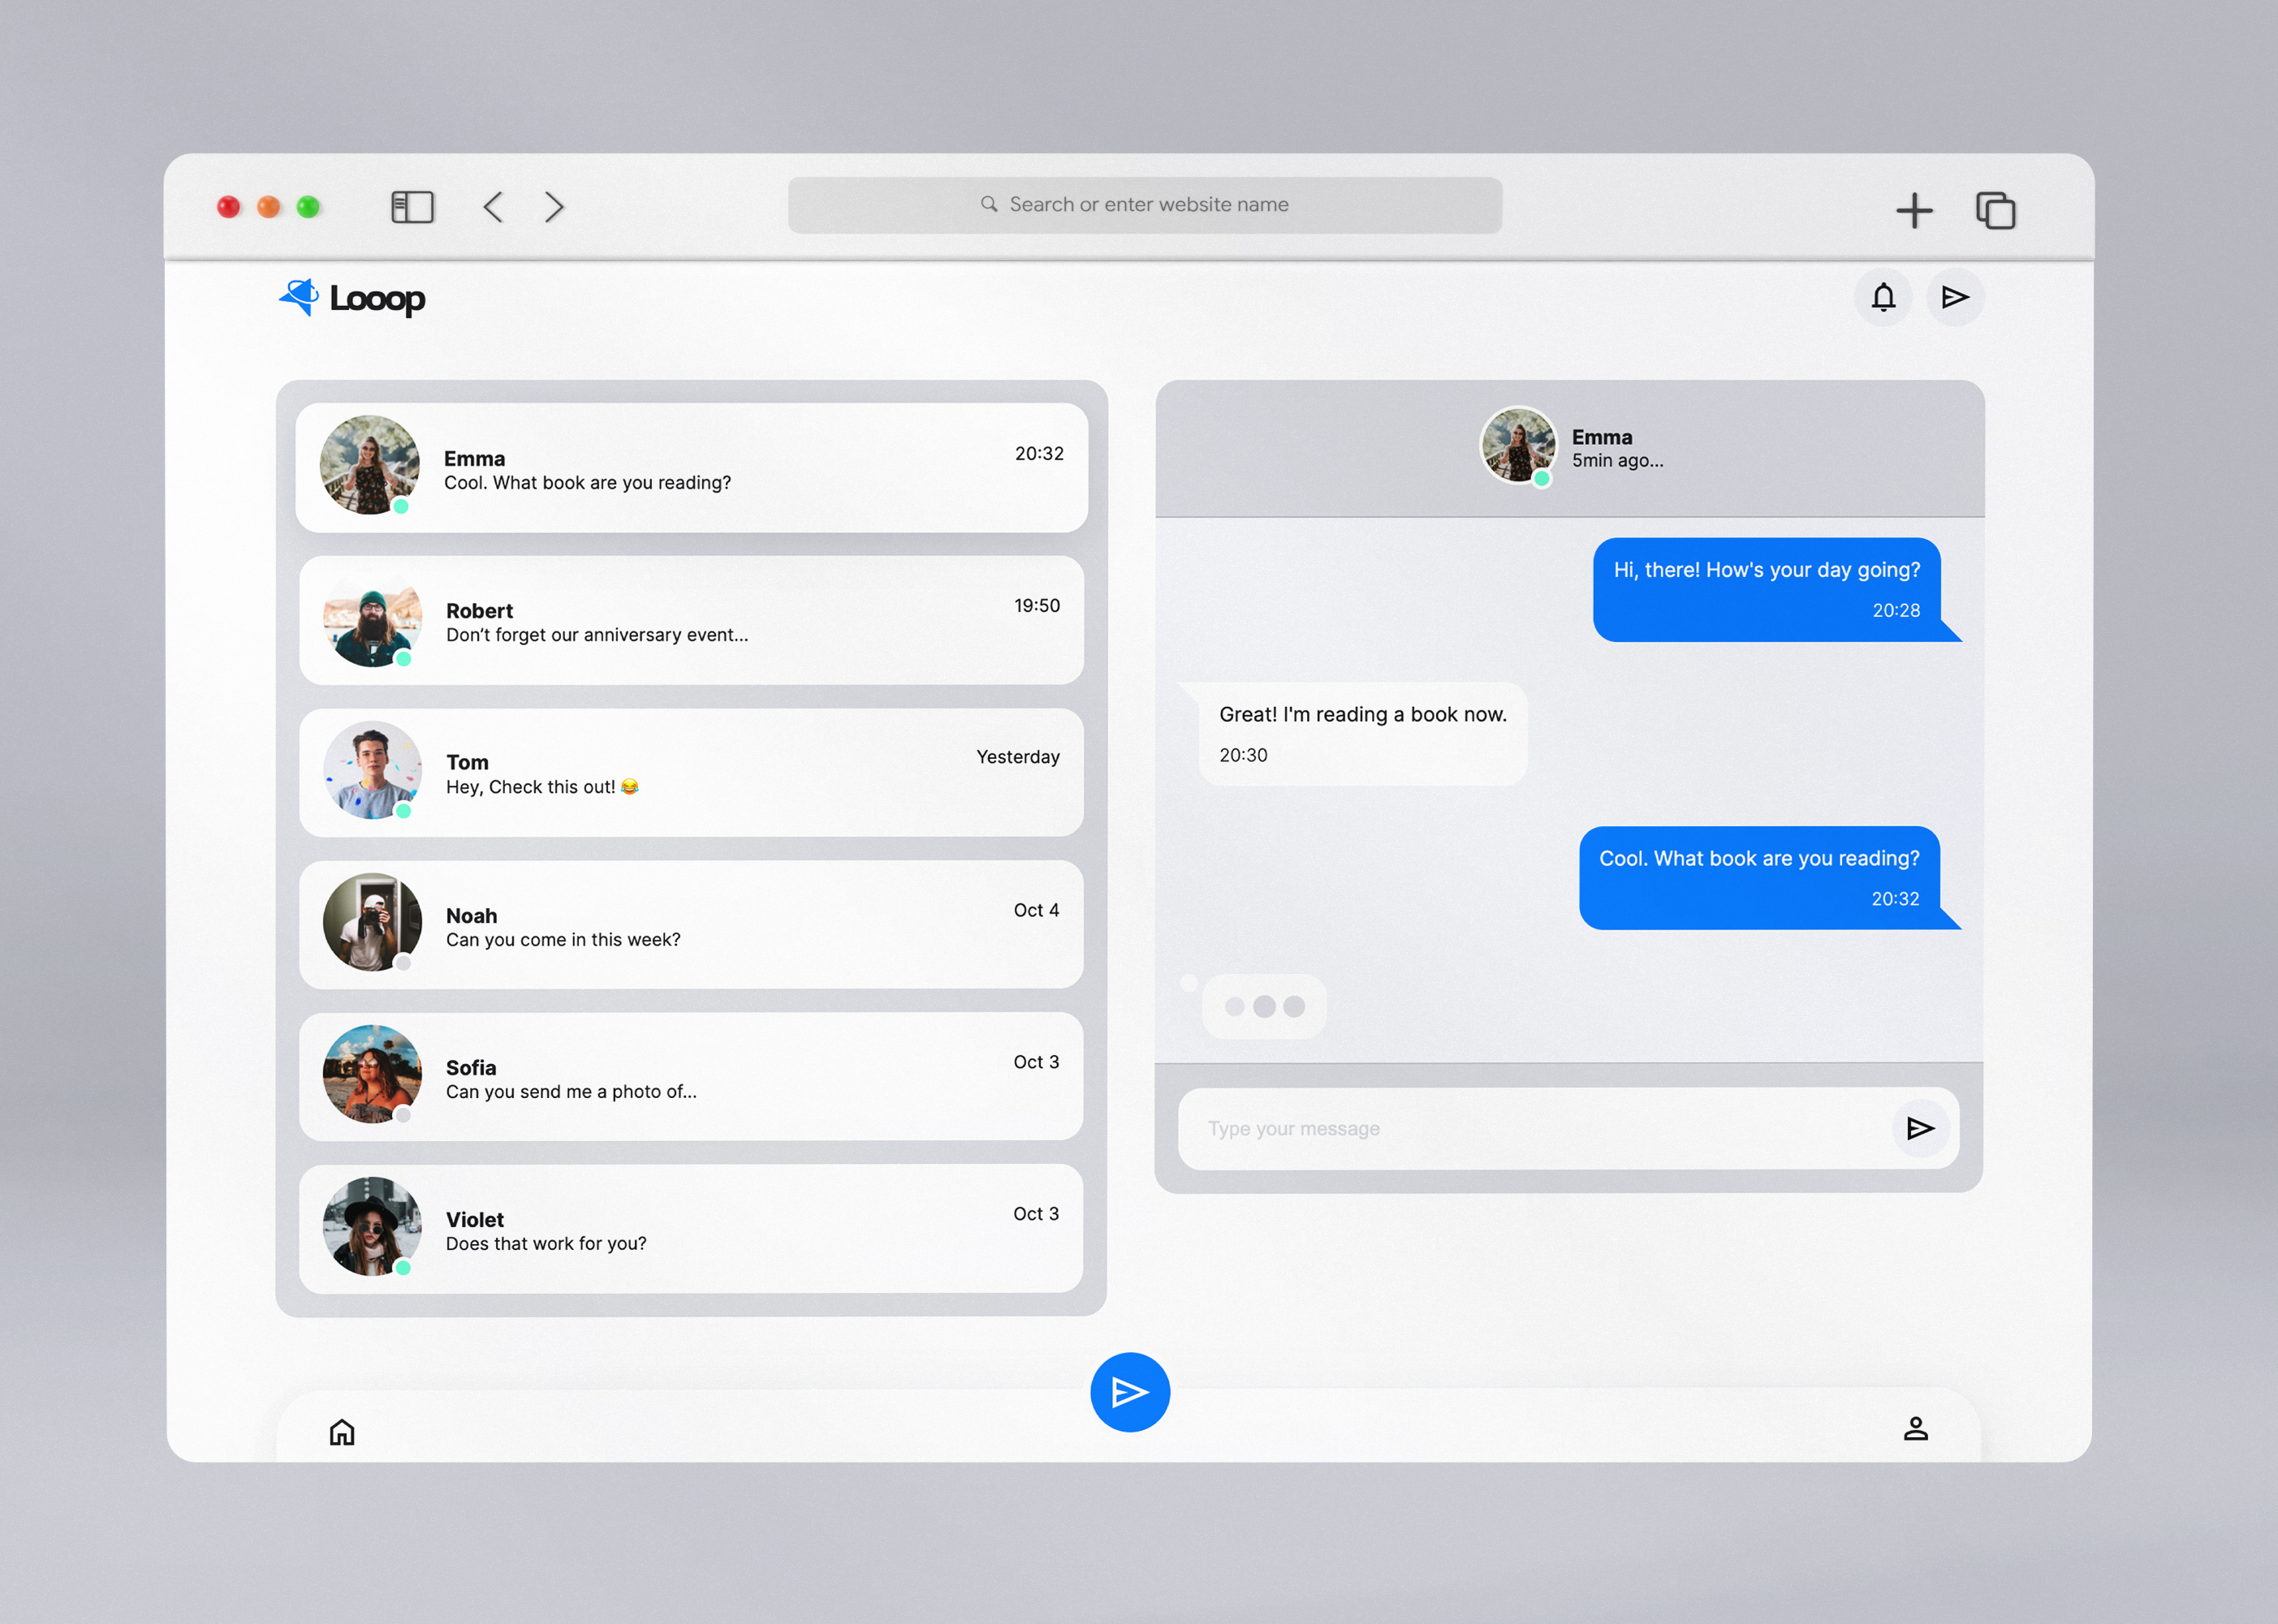 Search or enter website name
Looop
Emma
20:32
Cool. What book are you reading?
Robert
19:50
Don’t forget our anniversary event...
Tom
Yesterday
Hey, Check this out! 😂
Noah
Oct 4
Can you come in this week?
Sofia
Oct 3
Can you send me a photo of...
Violet
Oct 3
Does that work for you?
Emma
5min ago...
Hi, there! How's your day going?
20:28
Great! I'm reading a book now.
20:30
Cool. What book are you reading?
20:32
Type your message